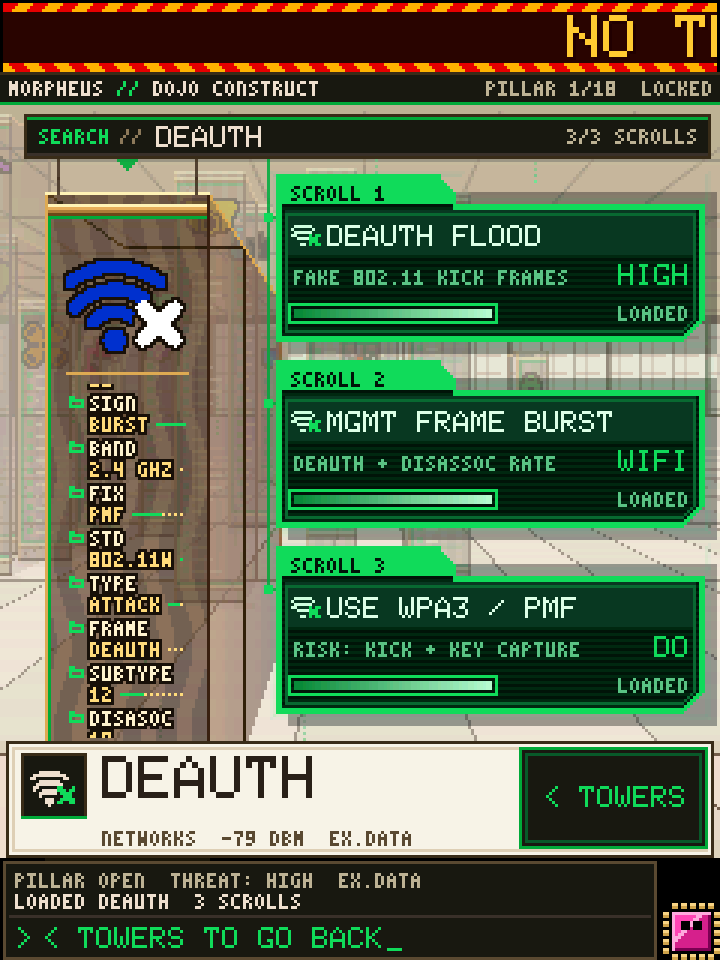 NO
MORPHEUS // DOJO CONSTRUCT
PILLAR 1/18 LOCKED
SEARCH // DEAUTH
3/3 SCROLLS
SCROLL 1
DEAUTH FLOOD
FAKE 802.11 KICK FRAMES HIGH
LOADED
SCROLL 2
MGMT FRAME BURST
DEAUTH + DISASSOC RATE WIFI
LOADED
SCROLL 3
USE WPA3 / PMF
RISK: KICK + KEY CAPTURE DO
LOADED
SIGN
BURST
BAND
2.4 GHZ
FIX
PMF
STD
802.11W
TYPE
ATTACK
FRAME
DEAUTH
SUBTYPE
12
DISASOC
DEAUTH
NETWORKS -79 DBM EX.DATA
< TOWERS
PILLAR OPEN THREAT: HIGH EX.DATA
LOADED DEAUTH 3 SCROLLS
> < TOWERS TO GO BACK_